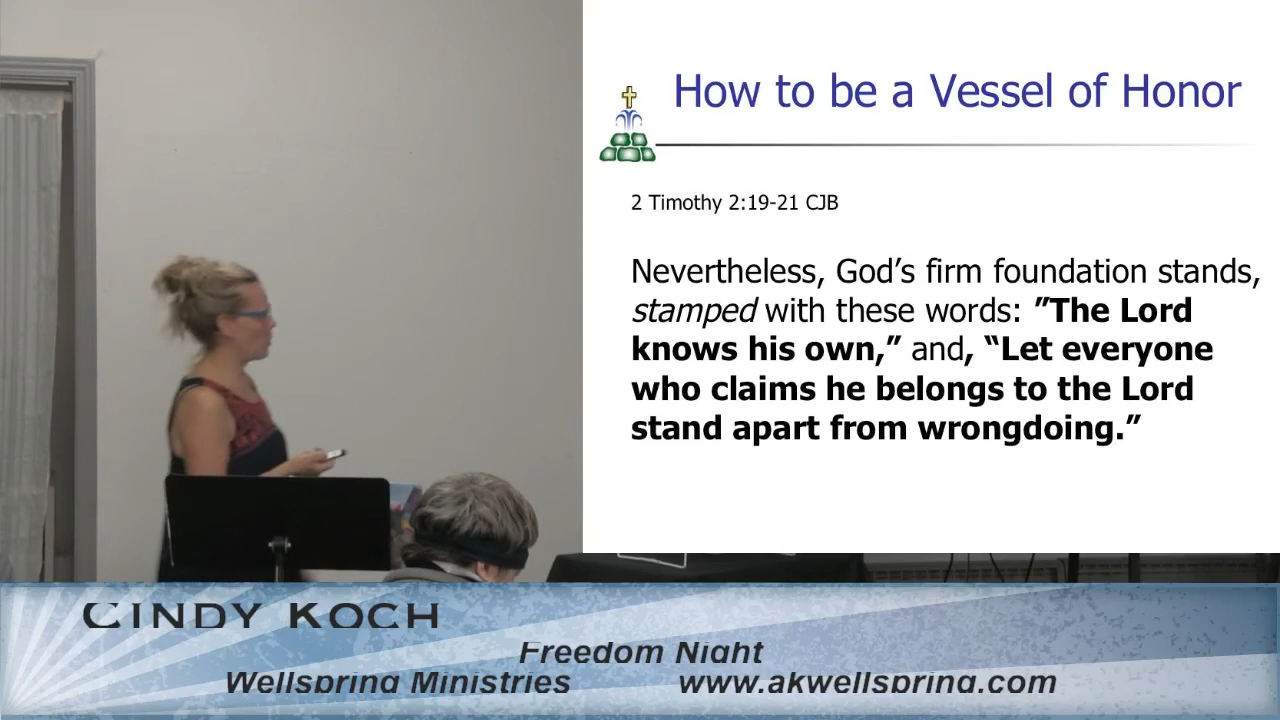 How to be a Vessel of Honor
2 Timothy 2:19-21 CJB
Nevertheless, God’s firm foundation stands,
stamped with these words: ”The Lord
knows his own,” and, “Let everyone
who claims he belongs to the Lord
stand apart from wrongdoing.”
CINDY KOCH
Freedom Night
Wellspring Ministries www.akwellspring.com